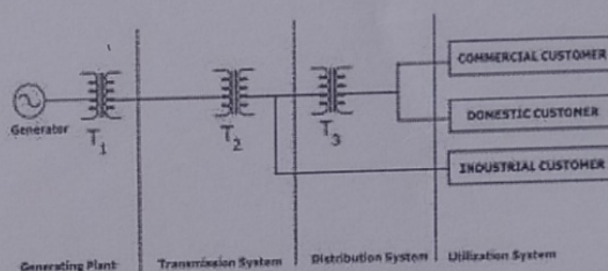 COMMERCIAL CUSTOMER
Generator
T1
T2
T3
DOMESTIC CUSTOMER
INDUSTRIAL CUSTOMER
Generating Plant Transmission System Distribution System Utilization System